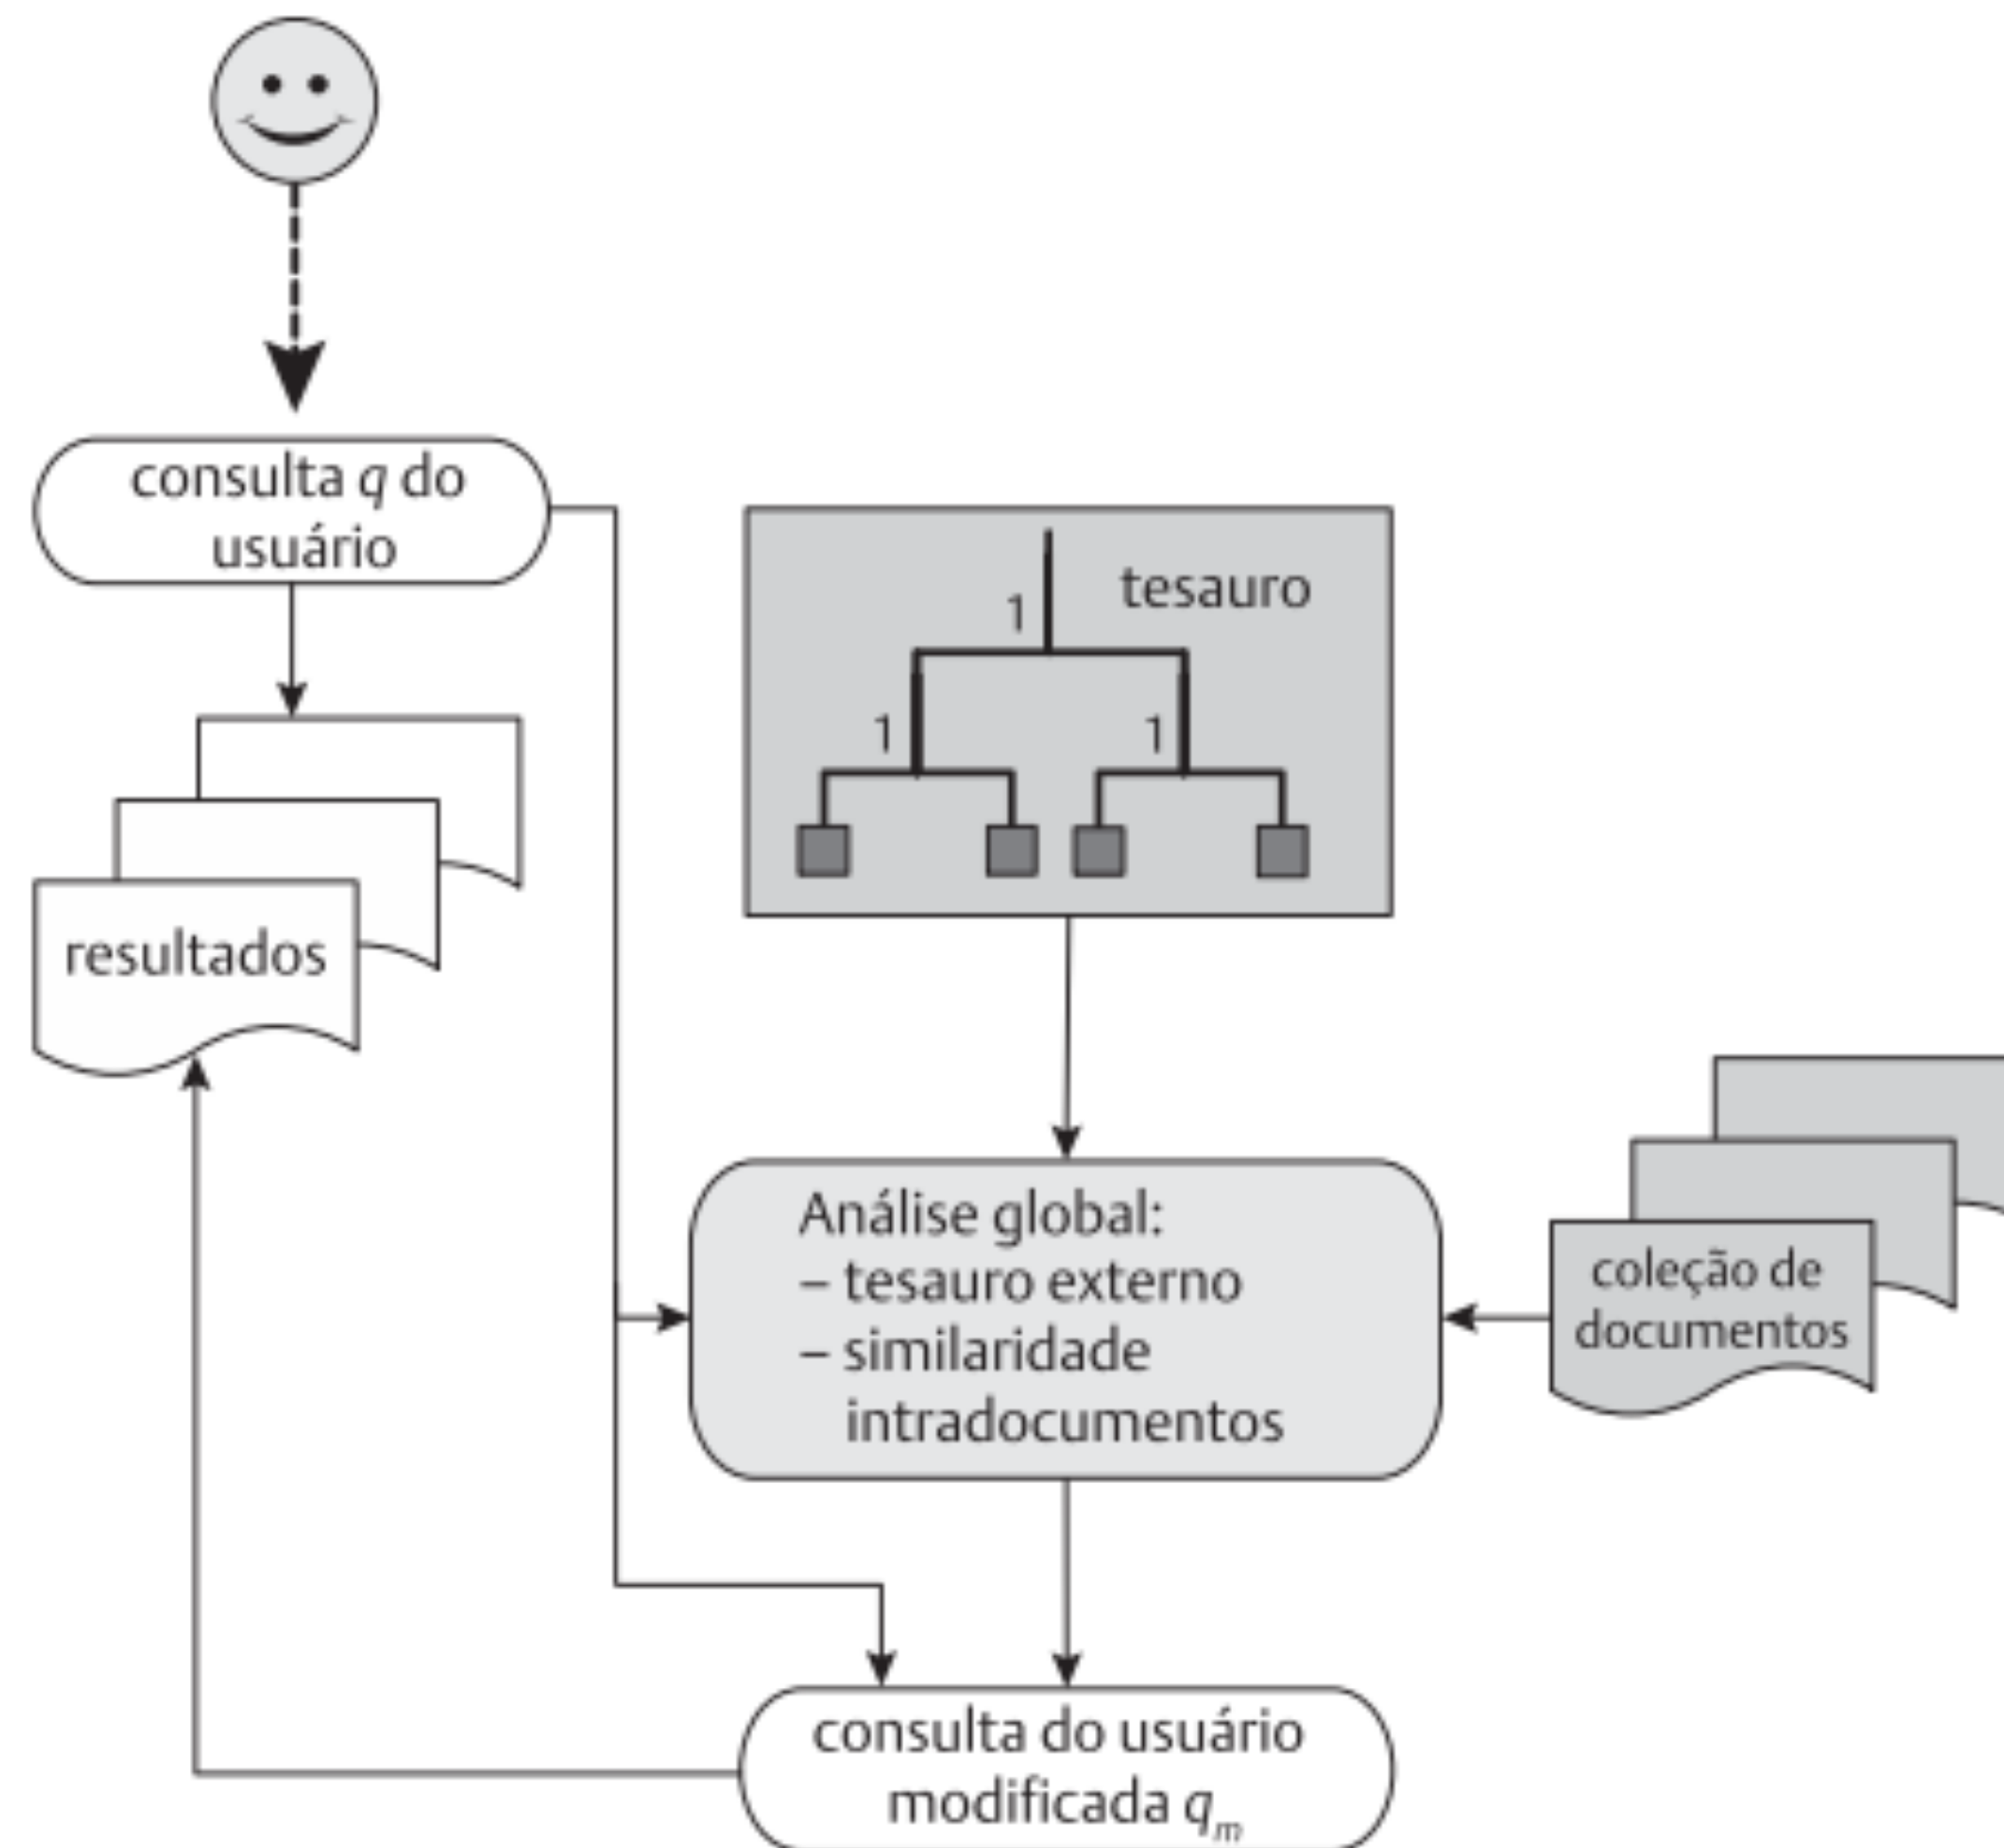 consulta q do
usuário
tesauro
1
1
1
resultados
Análise global:
– tesauro externo
– similaridade
intradocumentos
coleção de
documentos
consulta do usuário
modificada qm